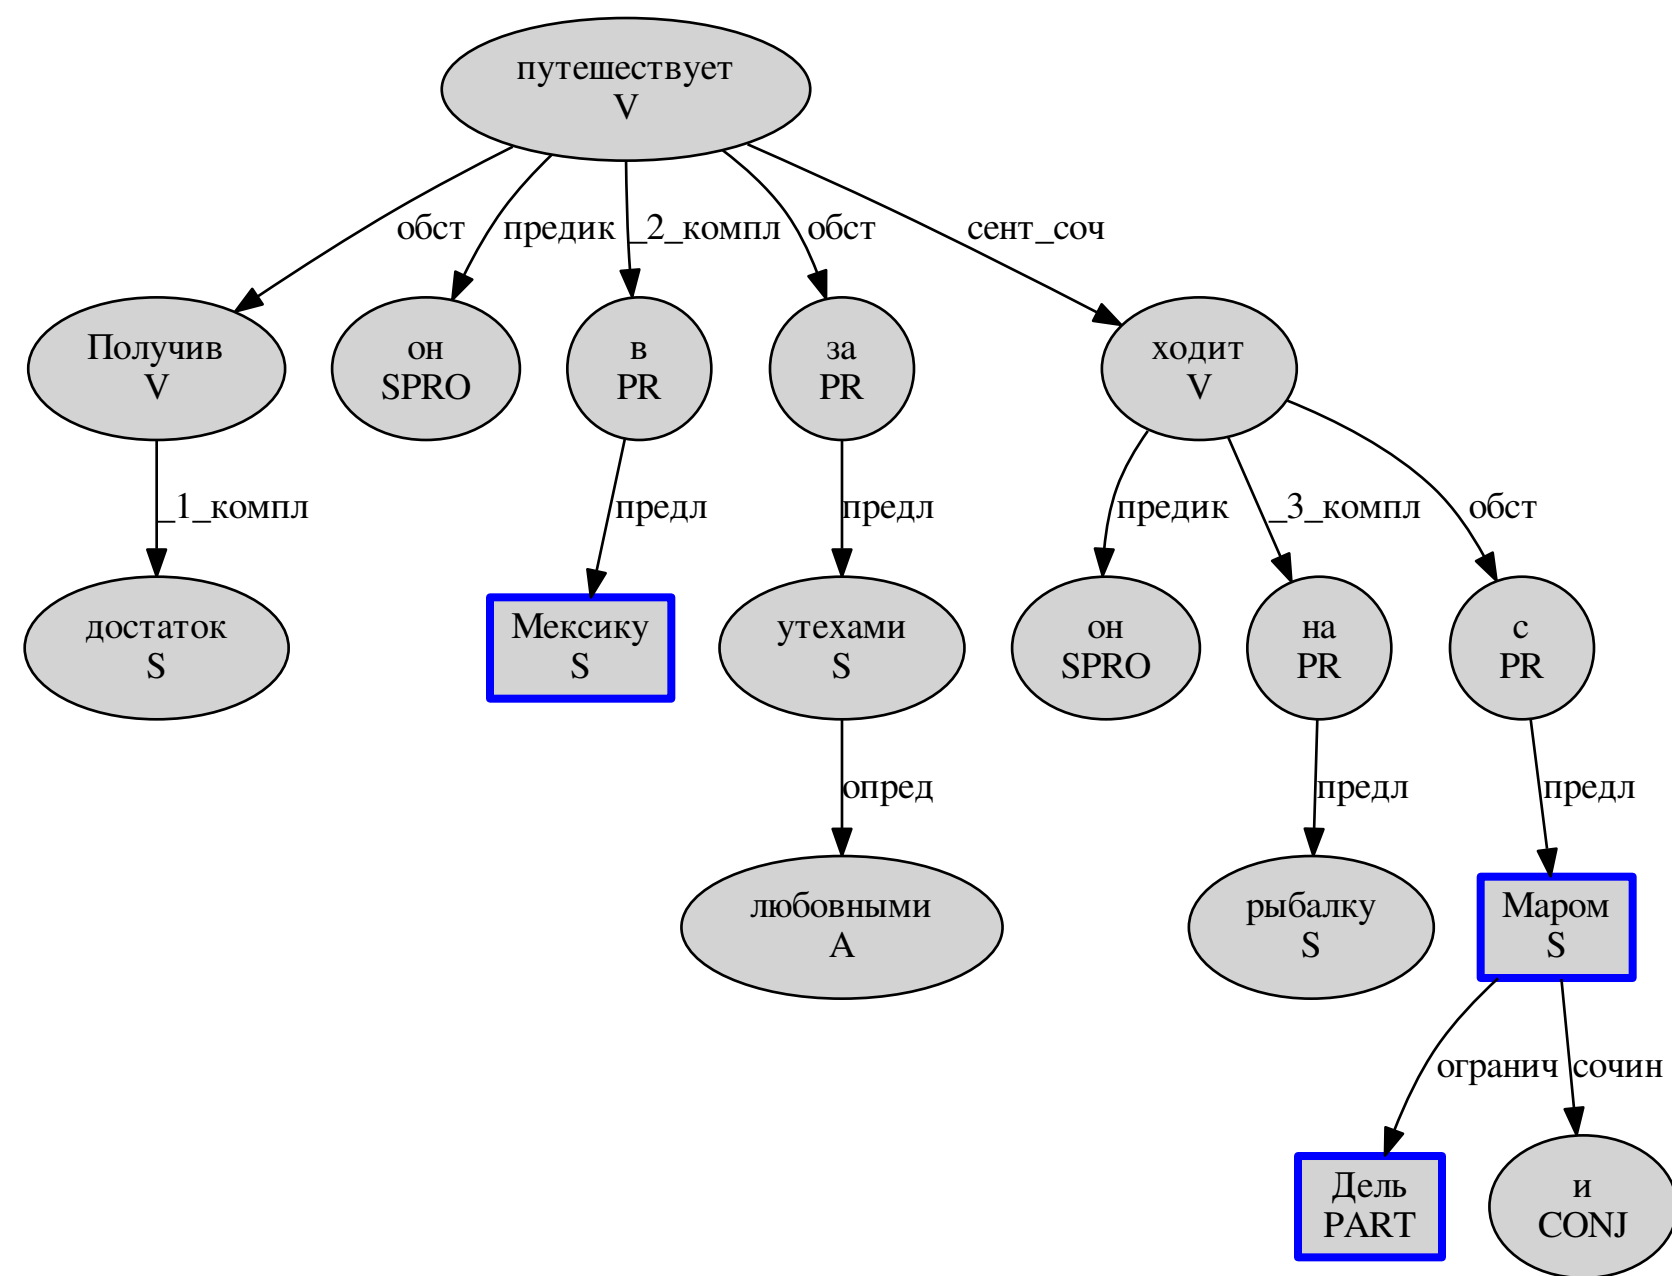 путешествует
V
обст
предик
_2_компл
обст
сент_соч
Получив
V
он
SPRO
в
PR
за
PR
ходит
V
_1_компл
предл
предл
предик
_3_компл
обст
достаток
S
Мексику
S
утехами
S
он
SPRO
на
PR
с
PR
опред
предл
предл
любовными
A
рыбалку
S
Маром
S
огранич
сочин
Дель
PART
и
CONJ